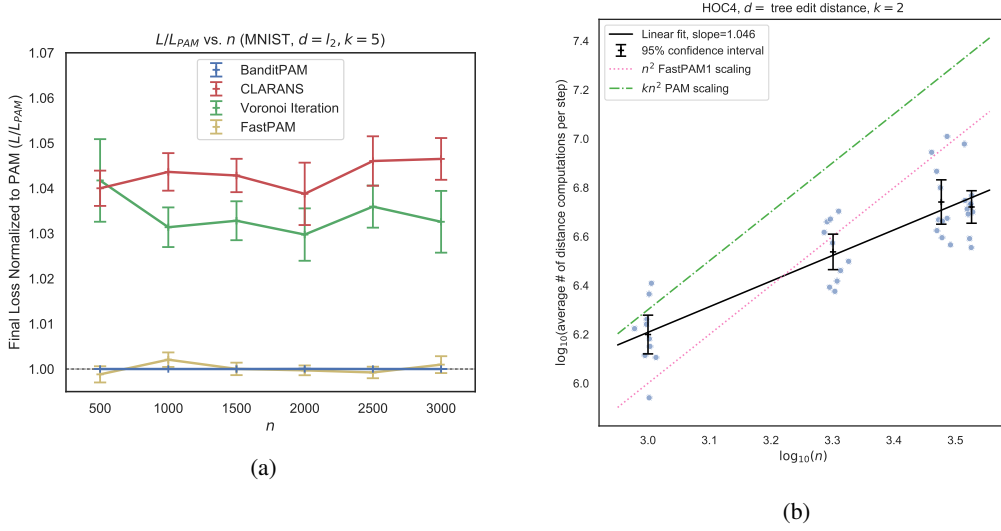 L/L_PAM vs. n (MNIST, d = l_2, k = 5)
BanditPAM
CLARANS
Voronoi Iteration
FastPAM
Final Loss Normalized to PAM (L/L_PAM)
1.07
1.06
1.05
1.04
1.03
1.02
1.01
1.00
500 1000 1500 2000 2500 3000
n
(a)
HOC4, d = tree edit distance, k = 2
Linear fit, slope=1.046
95% confidence interval
n^2 FastPAM1 scaling
kn^2 PAM scaling
log_10(average # of distance computations per step)
7.4
7.2
7.0
6.8
6.6
6.4
6.2
6.0
3.0 3.1 3.2 3.3 3.4 3.5
log_10(n)
(b)